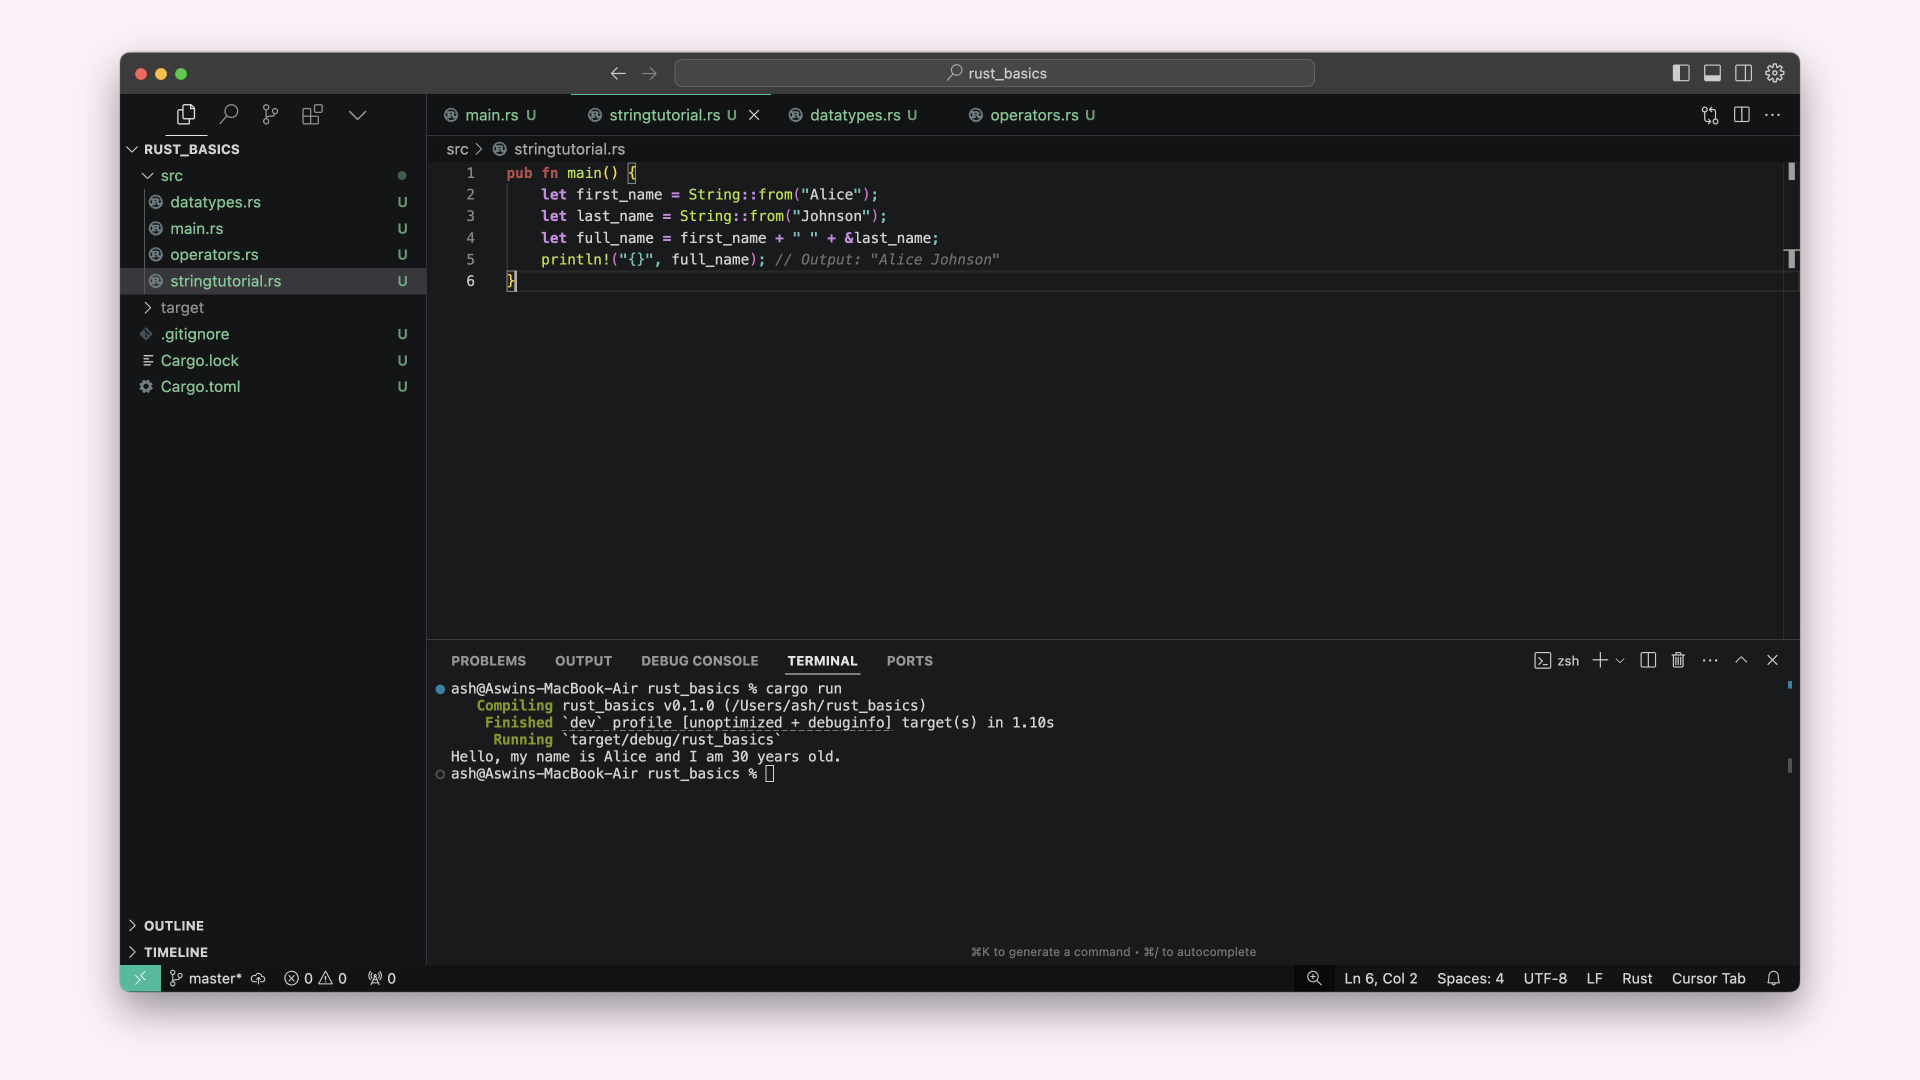 rust_basics
RUST_BASICS
src
datatypes.rs U
main.rs U
operators.rs U
stringtutorial.rs U
target
.gitignore U
Cargo.lock U
Cargo.toml U
OUTLINE
TIMELINE
main.rs U stringtutorial.rs U datatypes.rs U operators.rs U
src > stringtutorial.rs
1 pub fn main() {
2     let first_name = String::from("Alice");
3     let last_name = String::from("Johnson");
4     let full_name = first_name + " " + &last_name;
5     println!("{}", full_name); // Output: "Alice Johnson"
6 }
PROBLEMS OUTPUT DEBUG CONSOLE TERMINAL PORTS zsh
ash@Aswins-MacBook-Air rust_basics % cargo run
   Compiling rust_basics v0.1.0 (/Users/ash/rust_basics)
    Finished `dev` profile [unoptimized + debuginfo] target(s) in 1.10s
     Running `target/debug/rust_basics`
Hello, my name is Alice and I am 30 years old.
ash@Aswins-MacBook-Air rust_basics %
⌘K to generate a command • ⌘/ to autocomplete
master* 0 0 0 Ln 6, Col 2 Spaces: 4 UTF-8 LF Rust Cursor Tab